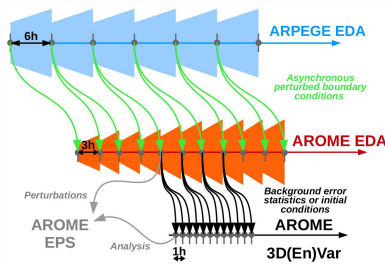 6h
ARPEGE EDA
Asynchronous
perturbed boundary
conditions
3h
AROME EDA
Perturbations
Background error
statistics or initial
conditions
AROME
EPS
AROME
Analysis
1h
3D(En)Var